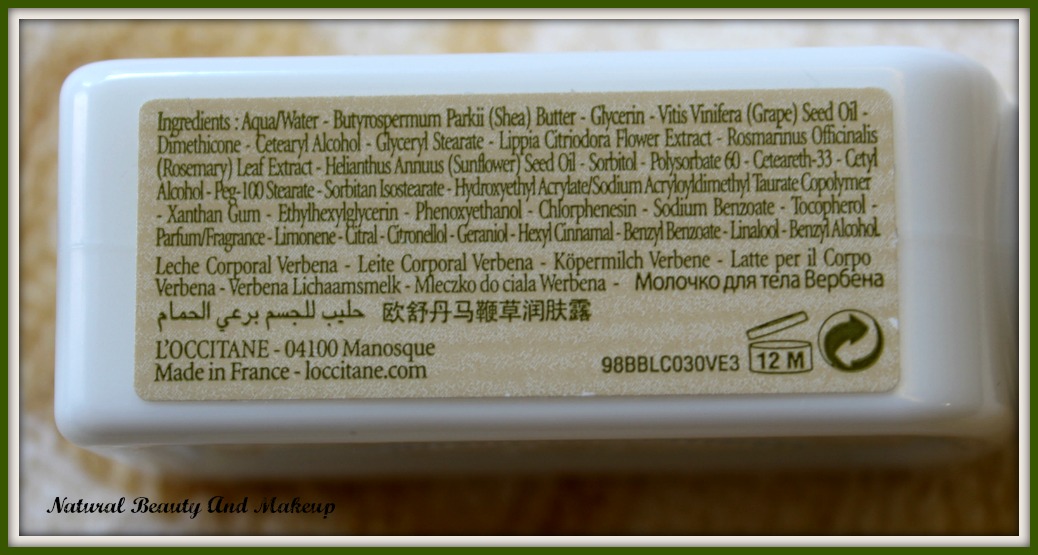 Ingredients : Aqua/Water - Butyrospermum Parkii (Shea) Butter - Glycerin - Vitis Vinifera (Grape) Seed Oil -
Dimethicone - Cetearyl Alcohol - Glyceryl Stearate - Lippia Citriodora Flower Extract - Rosmarinus Officinalis
(Rosemary) Leaf Extract - Helianthus Annuus (Sunflower) Seed Oil - Sorbitol - Polysorbate 60 - Ceteareth-33 - Cetyl
Alcohol - Peg-100 Stearate - Sorbitan Isostearate - Hydroxyethyl Acrylate/Sodium Acryloyldimethyl Taurate Copolymer
- Xanthan Gum - Ethylhexylglycerin - Phenoxyethanol - Chlorphenesin - Sodium Benzoate - Tocopherol -
Parfum/Fragrance - Limonene - Citral - Citronellol - Geraniol - Hexyl Cinnamal - Benzyl Benzoate - Linalool - Benzyl Alcohol.
Leche Corporal Verbena - Leite Corporal Verbena - Köpermilch Verbene - Latte per il Corpo
Verbena - Verbena Lichaamsmelk - Mleczko do ciala Werbena - Молочко для тела Вербена
حليب للجسم برعي الحمام 欧舒丹马鞭草润肤露
L'OCCITANE - 04100 Manosque
Made in France - loccitane.com
98BBLC030VE3 12 M
Natural Beauty And Makeup